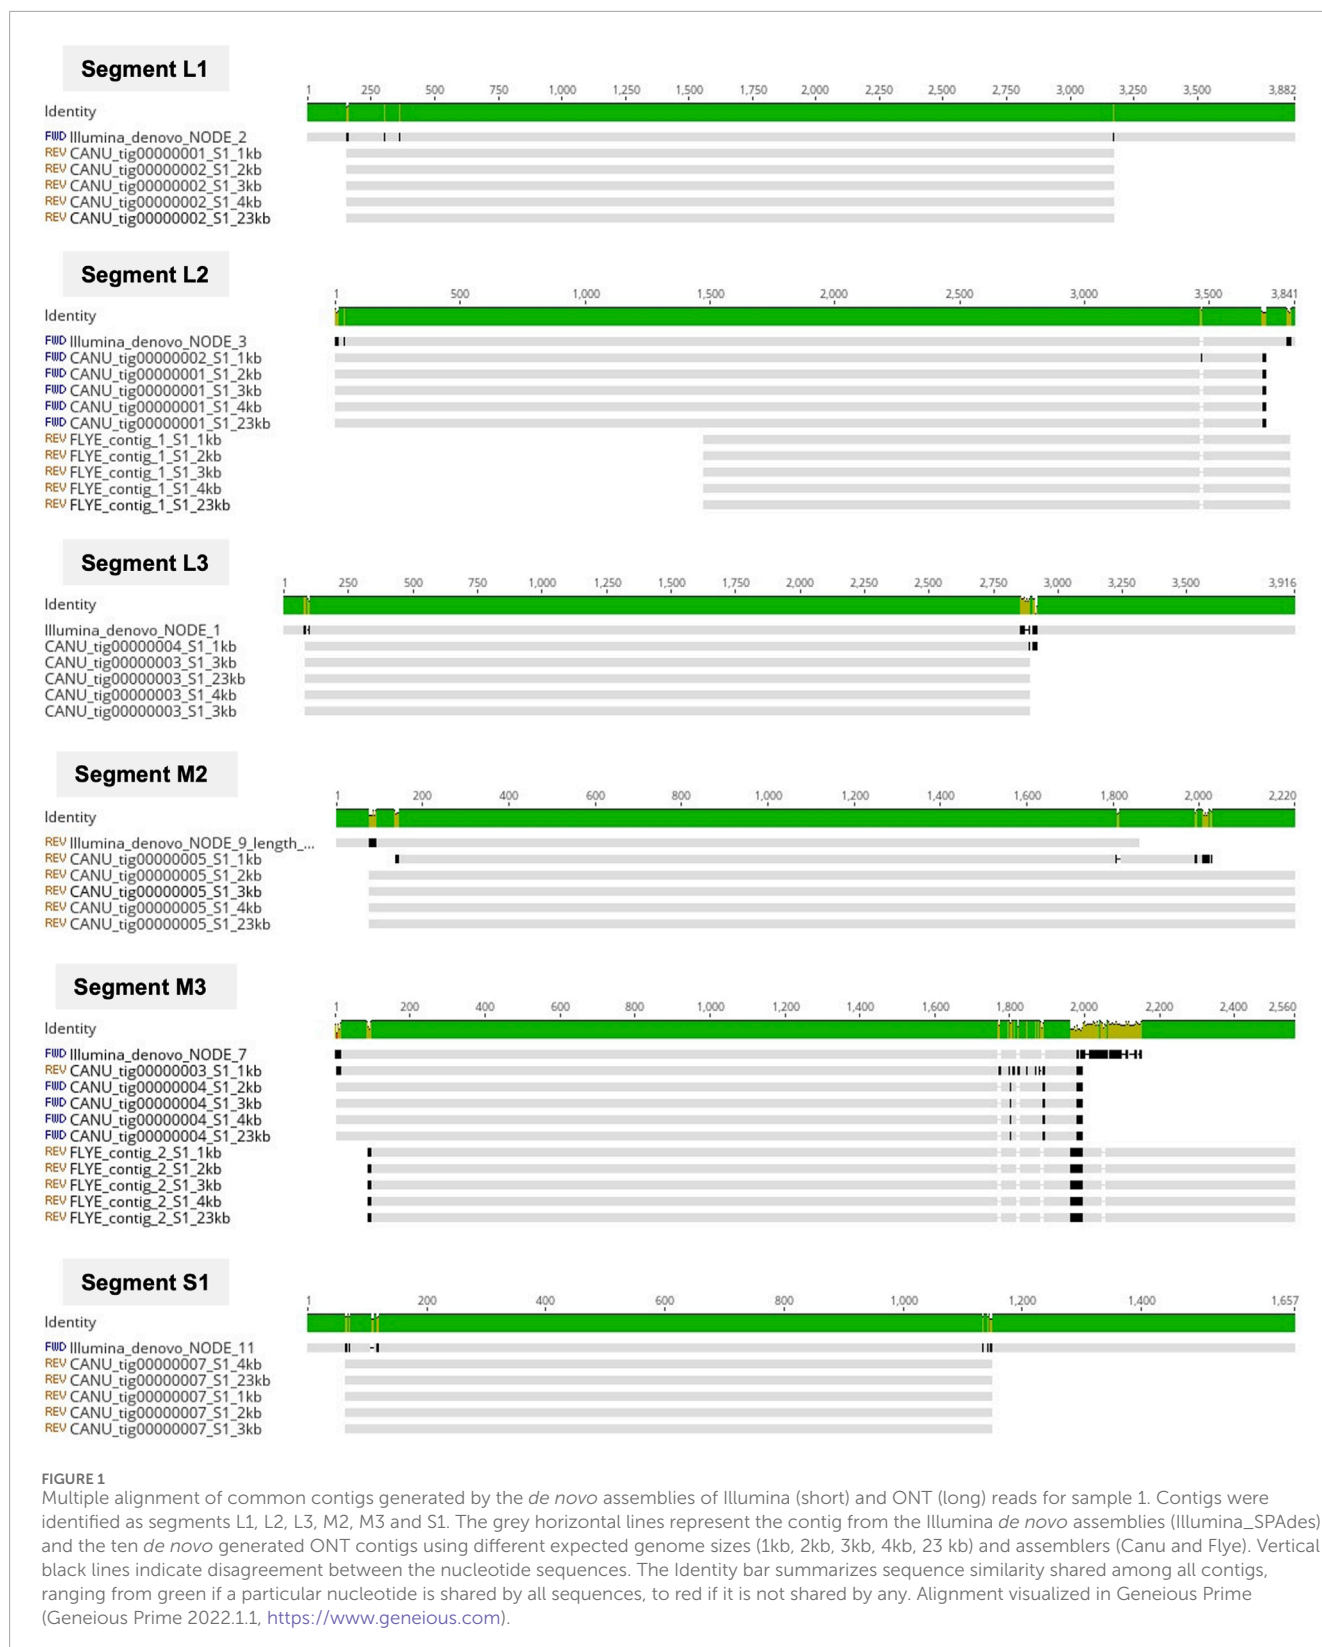 Segment L1
1 250 500 750 1,000 1,250 1,500 1,750 2,000 2,250 2,500 2,750 3,000 3,250 3,500 3,882
Identity
FWD Illumina_denovo_NODE_2
REV CANU_tig00000001_S1_1kb
REV CANU_tig00000002_S1_2kb
REV CANU_tig00000002_S1_3kb
REV CANU_tig00000002_S1_4kb
REV CANU_tig00000002_S1_23kb
Segment L2
1 500 1,000 1,500 2,000 2,500 3,000 3,500 3,841
Identity
FWD Illumina_denovo_NODE_3
FWD CANU_tig00000002_S1_1kb
FWD CANU_tig00000001_S1_2kb
FWD CANU_tig00000001_S1_3kb
FWD CANU_tig00000001_S1_4kb
FWD CANU_tig00000001_S1_23kb
REV FLYE_contig_1_S1_1kb
REV FLYE_contig_1_S1_2kb
REV FLYE_contig_1_S1_3kb
REV FLYE_contig_1_S1_4kb
REV FLYE_contig_1_S1_23kb
Segment L3
1 250 500 750 1,000 1,250 1,500 1,750 2,000 2,250 2,500 2,750 3,000 3,250 3,500 3,916
Identity
Illumina_denovo_NODE_1
CANU_tig00000004_S1_1kb
CANU_tig00000003_S1_3kb
CANU_tig00000003_S1_23kb
CANU_tig00000003_S1_4kb
CANU_tig00000003_S1_3kb
Segment M2
1 200 400 600 800 1,000 1,200 1,400 1,600 1,800 2,000 2,220
Identity
REV Illumina_denovo_NODE_9_length_...
REV CANU_tig00000005_S1_1kb
REV CANU_tig00000005_S1_2kb
REV CANU_tig00000005_S1_3kb
REV CANU_tig00000005_S1_4kb
REV CANU_tig00000005_S1_23kb
Segment M3
1 200 400 600 800 1,000 1,200 1,400 1,600 1,800 2,000 2,200 2,400 2,560
Identity
FWD Illumina_denovo_NODE_7
REV CANU_tig00000003_S1_1kb
FWD CANU_tig00000004_S1_2kb
FWD CANU_tig00000004_S1_3kb
FWD CANU_tig00000004_S1_4kb
FWD CANU_tig00000004_S1_23kb
REV FLYE_contig_2_S1_1kb
REV FLYE_contig_2_S1_2kb
REV FLYE_contig_2_S1_3kb
REV FLYE_contig_2_S1_4kb
REV FLYE_contig_2_S1_23kb
Segment S1
1 200 400 600 800 1,000 1,200 1,400 1,657
Identity
FWD Illumina_denovo_NODE_11
REV CANU_tig00000007_S1_4kb
REV CANU_tig00000007_S1_23kb
REV CANU_tig00000007_S1_1kb
REV CANU_tig00000007_S1_2kb
REV CANU_tig00000007_S1_3kb
FIGURE 1
Multiple alignment of common contigs generated by the de novo assemblies of Illumina (short) and ONT (long) reads for sample 1. Contigs were
identified as segments L1, L2, L3, M2, M3 and S1. The grey horizontal lines represent the contig from the Illumina de novo assemblies (Illumina_SPAdes)
and the ten de novo generated ONT contigs using different expected genome sizes (1kb, 2kb, 3kb, 4kb, 23 kb) and assemblers (Canu and Flye). Vertical
black lines indicate disagreement between the nucleotide sequences. The Identity bar summarizes sequence similarity shared among all contigs,
ranging from green if a particular nucleotide is shared by all sequences, to red if it is not shared by any. Alignment visualized in Geneious Prime
(Geneious Prime 2022.1.1, https://www.geneious.com).